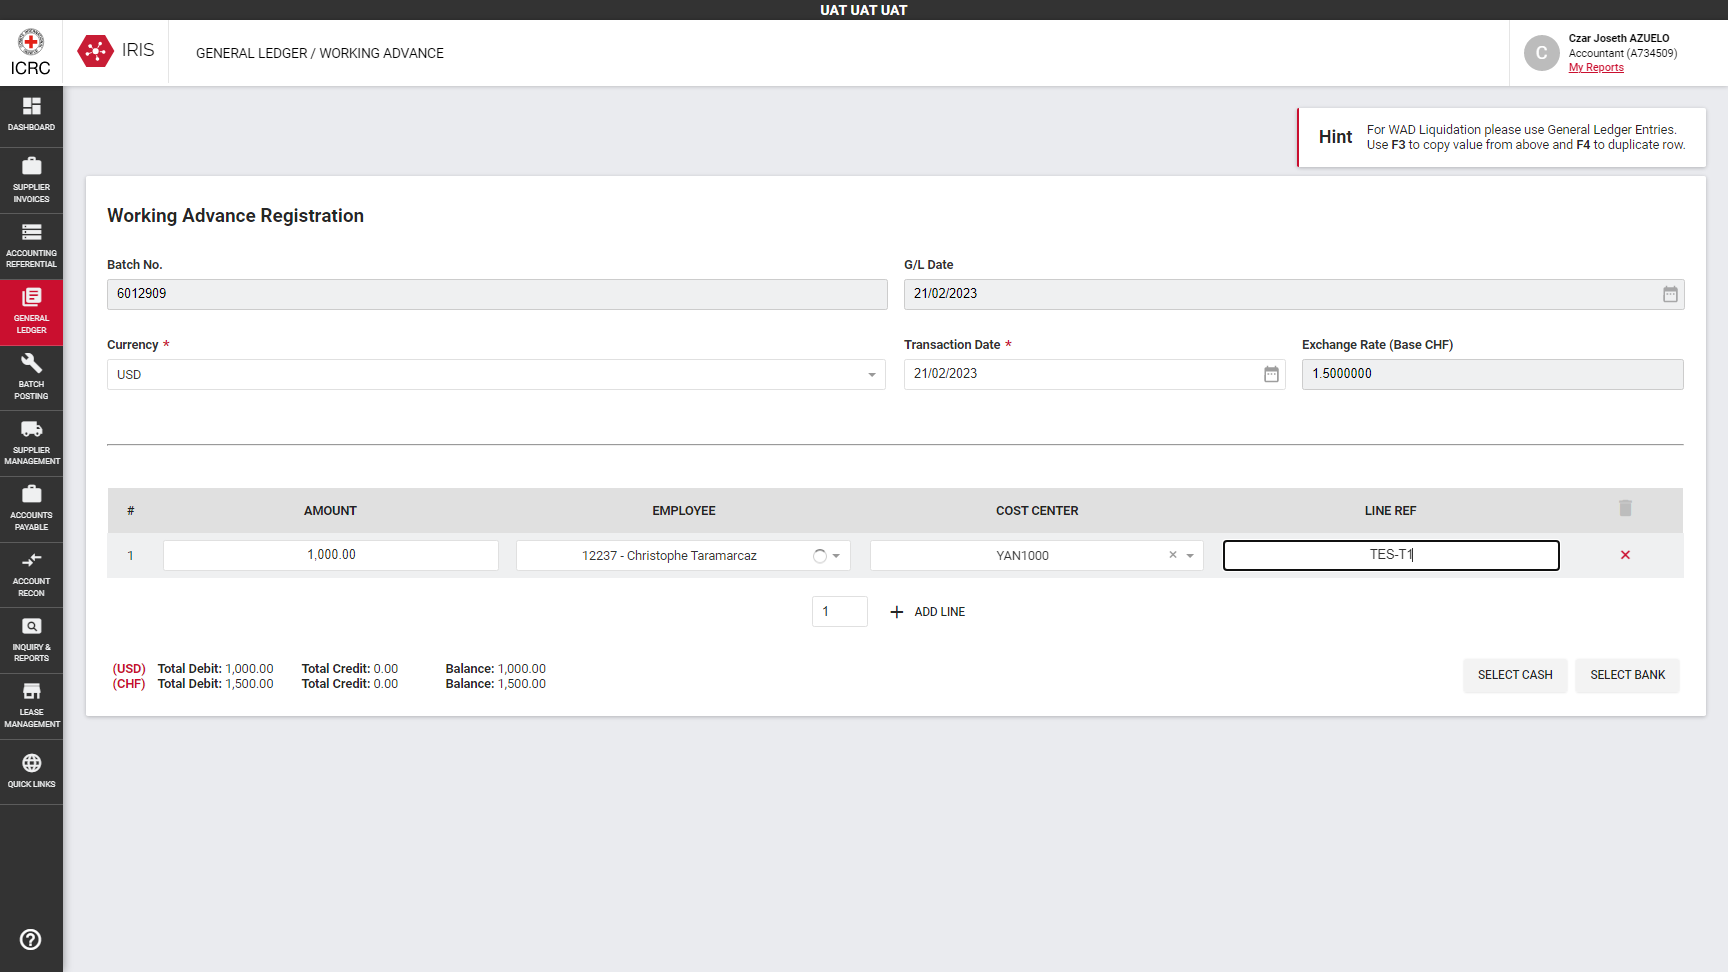 UAT UAT UAT
ICRC
IRIS
GENERAL LEDGER / WORKING ADVANCE
C
Czar Joseth AZUELO
Accountant (A734509)
My Reports
DASHBOARD
SUPPLIER
INVOICES
ACCOUNTING
REFERENTIAL
GENERAL
LEDGER
BATCH
POSTING
SUPPLIER
MANAGEMENT
ACCOUNTS
PAYABLE
ACCOUNT
RECON
INQUIRY &
REPORTS
LEASE
MANAGEMENT
QUICK LINKS
Hint
For WAD Liquidation please use General Ledger Entries.
Use F3 to copy value from above and F4 to duplicate row.
Working Advance Registration
Batch No.
6012909
G/L Date
21/02/2023
Currency *
USD
Transaction Date *
21/02/2023
Exchange Rate (Base CHF)
1.5000000
# AMOUNT EMPLOYEE COST CENTER LINE REF
1 1,000.00 12237 - Christophe Taramarcaz YAN1000 × TES-T1 ×
1 + ADD LINE
(USD) Total Debit: 1,000.00 Total Credit: 0.00 Balance: 1,000.00
(CHF) Total Debit: 1,500.00 Total Credit: 0.00 Balance: 1,500.00
SELECT CASH
SELECT BANK